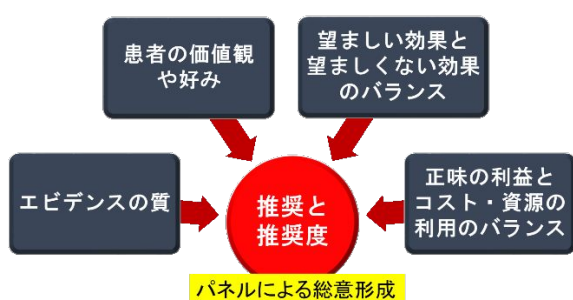 患者の価値観
や好み
望ましい効果と
望ましくない効果
のバランス
エビデンスの質
推奨と
推奨度
正味の利益と
コスト・資源の
利用のバランス
パネルによる総意形成